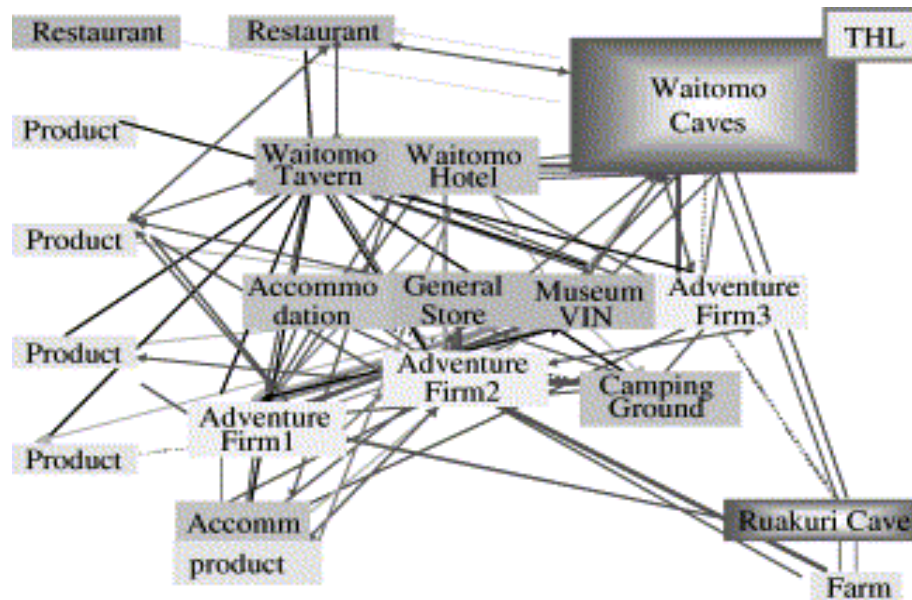 Restaurant
Restaurant
THL
Waitomo
Caves
Product
Waitomo
Tavern
Waitomo
Hotel
Product
Accommo
dation
General
Store
Museum
VIN
Adventure
Firm3
Product
Adventure
Firm2
Camping
Ground
Adventure
Firm1
Product
Accomm
product
Ruakuri Cave
Farm